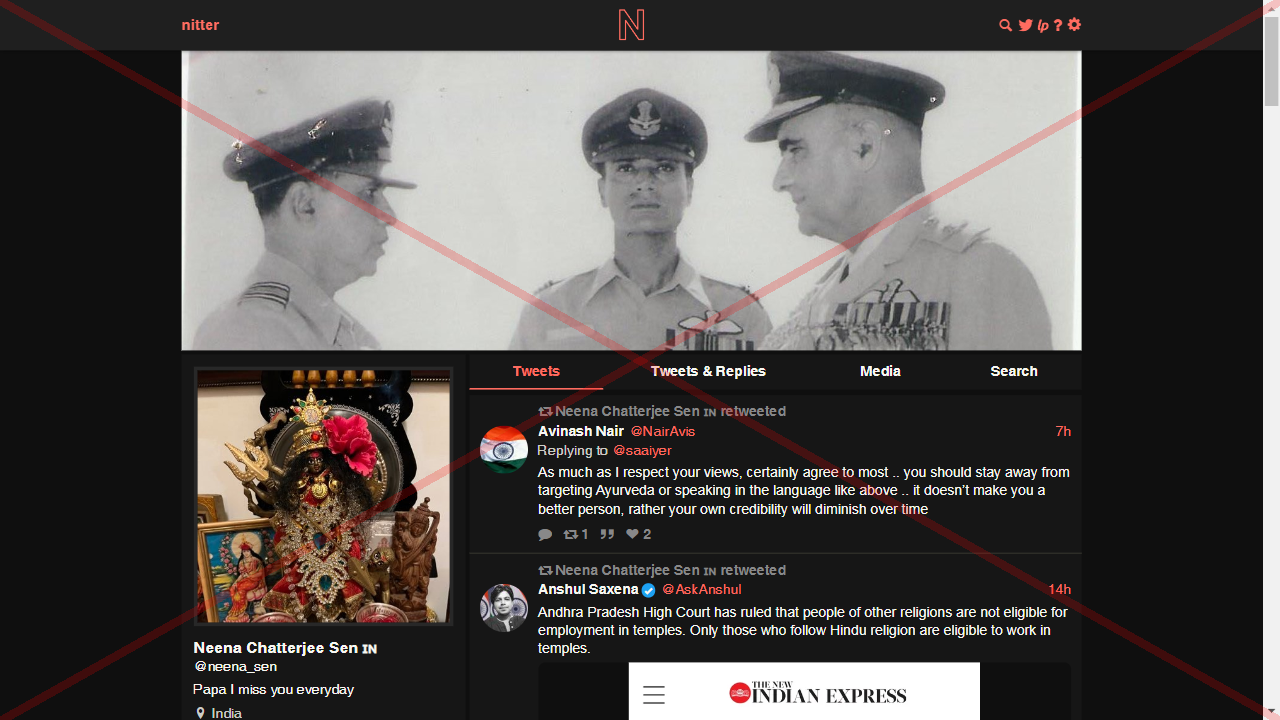 nitter
N
lp ?
Tweets Tweets & Replies Media Search
Neena Chatterjee Sen IN retweeted
Avinash Nair @NairAvis 7h
Replying to @saaiyer
As much as I respect your views, certainly agree to most .. you should stay away from
targeting Ayurveda or speaking in the language like above .. it doesn't make you a
better person, rather your own credibility will diminish over time
1 2
Neena Chatterjee Sen IN retweeted
Anshul Saxena @AskAnshul 14h
Andhra Pradesh High Court has ruled that people of other religions are not eligible for
employment in temples. Only those who follow Hindu religion are eligible to work in
temples.
THE NEW
INDIAN EXPRESS
Neena Chatterjee Sen IN
@neena_sen
Papa I miss you everyday
India